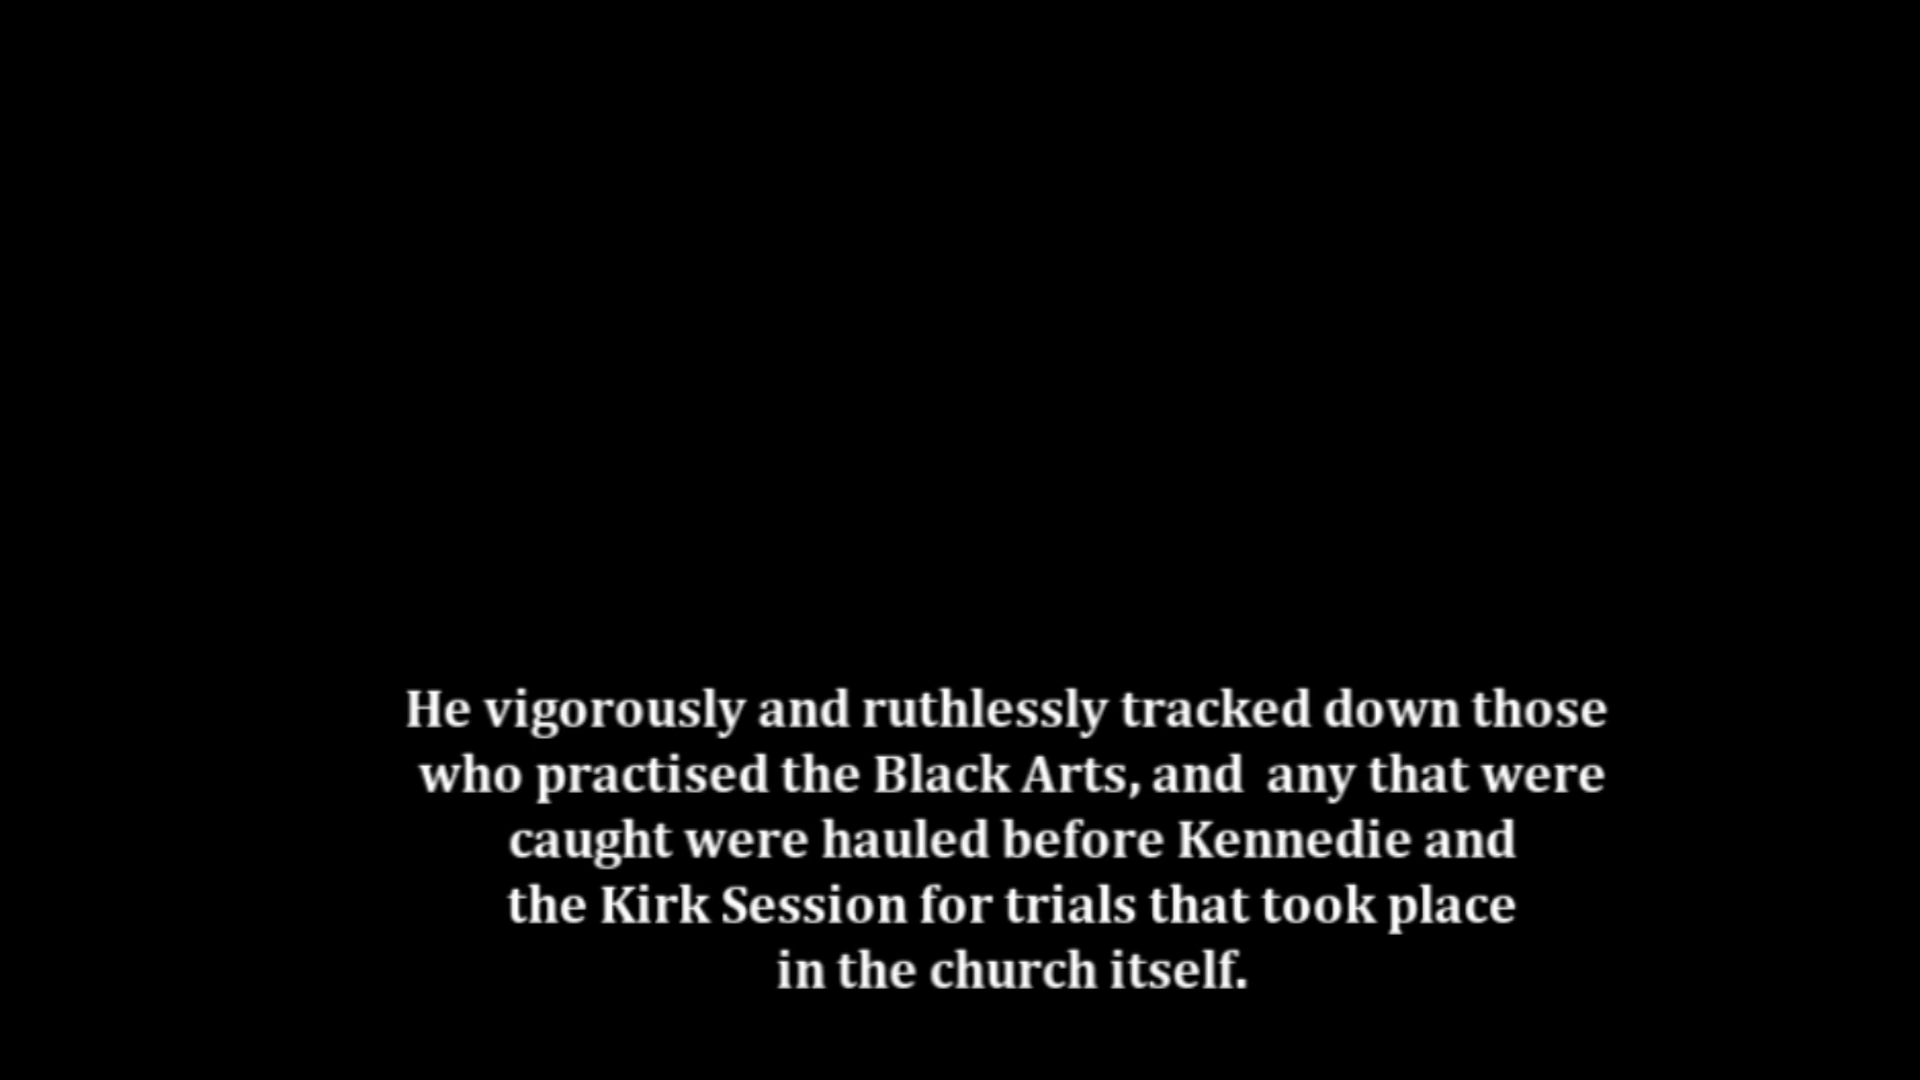 He vigorously and ruthlessly tracked down those
who practised the Black Arts, and  any that were
caught were hauled before Kennedie and
the Kirk Session for trials that took place
in the church itself.